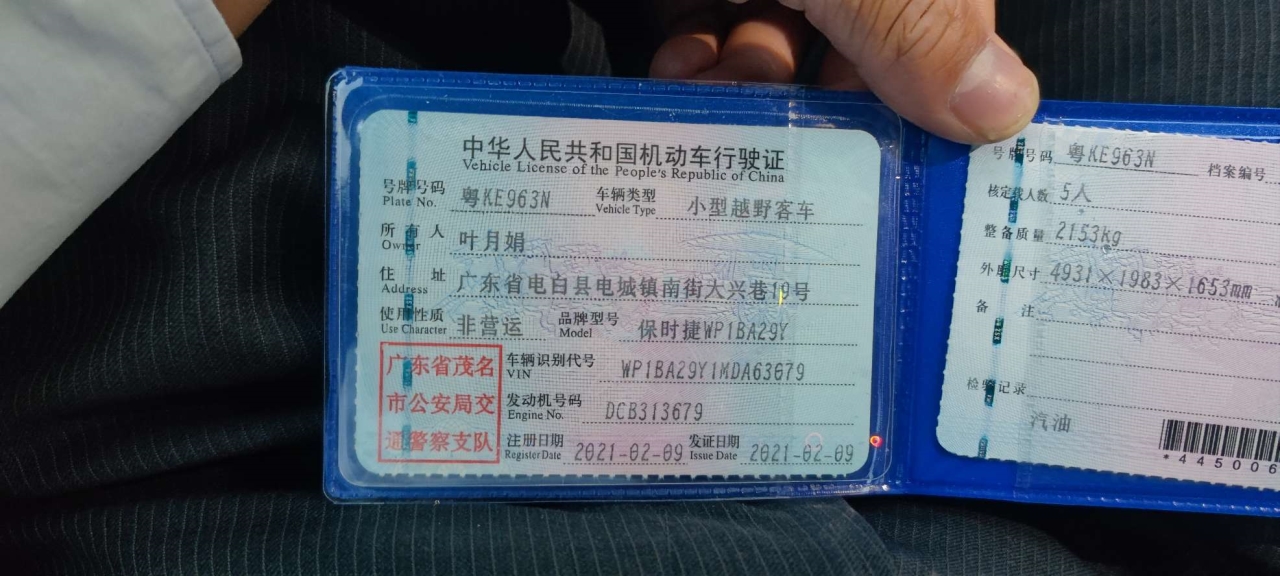 中华人民共和国机动车行驶证
Vehicle License of the People's Republic of China
号牌号码 粤KE963N 车辆类型 小型越野客车
Plate No. Vehicle Type
所有人 叶月娟
Owner
住址 广东省电白县电城镇南街大兴巷19号
Address
使用性质 非营运 品牌型号 保时捷WP1BA29Y
Use Character Model
广东省茂名
市公安局交
通警察支队
车辆识别代号 WP1BA29Y1MDA63679
VIN
发动机号码 DCB313679
Engine No.
注册日期 2021-02-09 发证日期 2021-02-09
Register Date Issue Date
号牌号码 粤KE963N 档案编号
核定载人数 5人
整备质量 2153kg
外廓尺寸 4931×1983×1653mm
备注
检验记录
汽油
*445006